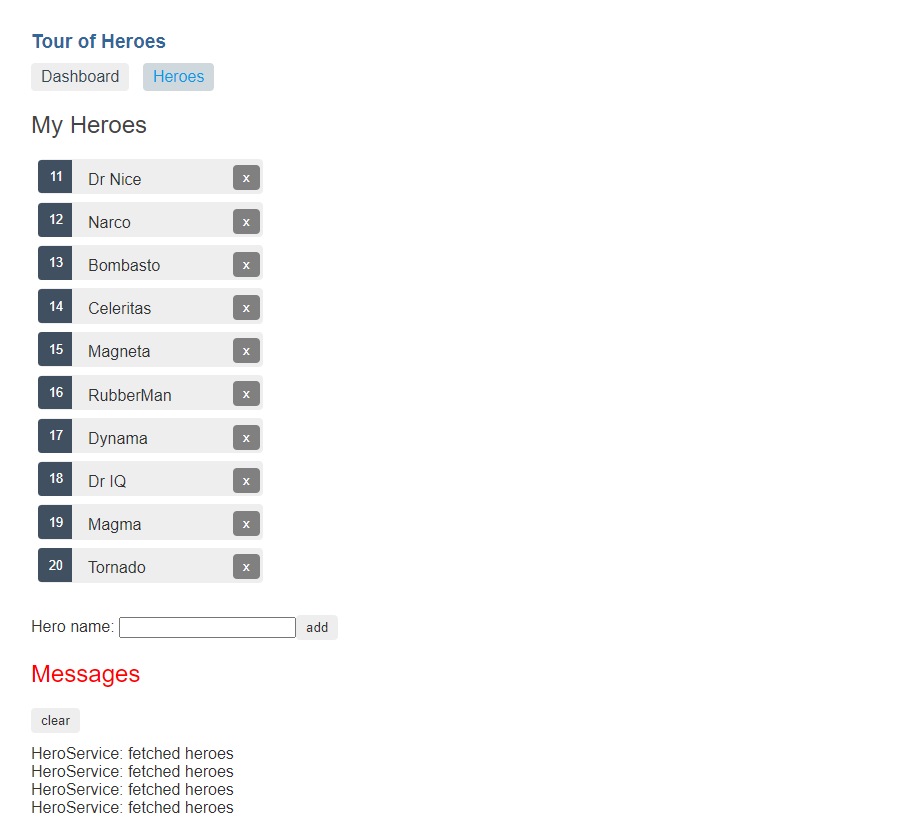 Tour of Heroes
Dashboard Heroes
My Heroes
11 Dr Nice x
12 Narco x
13 Bombasto x
14 Celeritas x
15 Magneta x
16 RubberMan x
17 Dynama x
18 Dr IQ x
19 Magma x
20 Tornado x
Hero name: add
Messages
clear
HeroService: fetched heroes
HeroService: fetched heroes
HeroService: fetched heroes
HeroService: fetched heroes